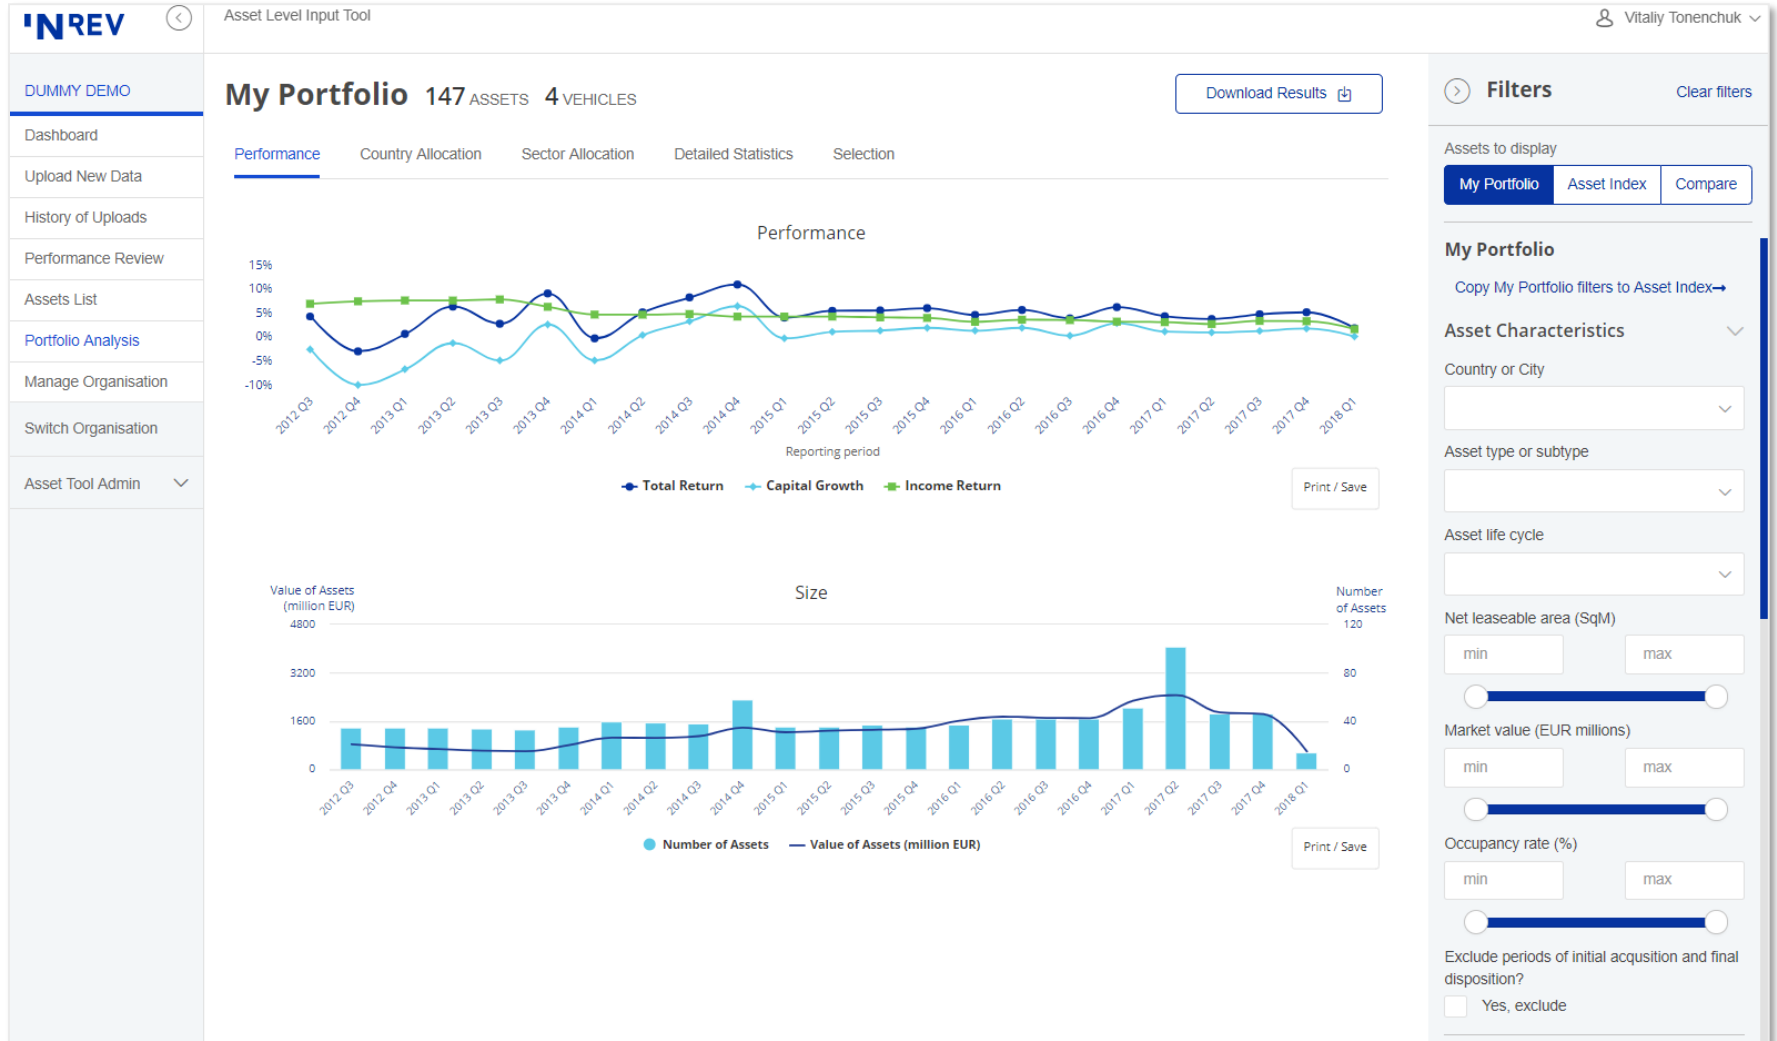 INREV
Asset Level Input Tool
Vitaliy Tonenchuk
DUMMY DEMO
Dashboard
Upload New Data
History of Uploads
Performance Review
Assets List
Portfolio Analysis
Manage Organisation
Switch Organisation
Asset Tool Admin
My Portfolio 147 ASSETS 4 VEHICLES
Download Results
Performance Country Allocation Sector Allocation Detailed Statistics Selection
Performance
15%
10%
5%
0%
-5%
-10%
2012 Q3 2012 Q4 2013 Q1 2013 Q2 2013 Q3 2013 Q4 2014 Q1 2014 Q2 2014 Q3 2014 Q4 2015 Q1 2015 Q2 2015 Q3 2015 Q4 2016 Q1 2016 Q2 2016 Q3 2016 Q4 2017 Q1 2017 Q2 2017 Q3 2017 Q4 2018 Q1
Reporting period
Total Return Capital Growth Income Return
Print / Save
Size
Value of Assets
(million EUR)
Number
of Assets
4800 120
3200 80
1600 40
0 0
2012 Q3 2012 Q4 2013 Q1 2013 Q2 2013 Q3 2013 Q4 2014 Q1 2014 Q2 2014 Q3 2014 Q4 2015 Q1 2015 Q2 2015 Q3 2015 Q4 2016 Q1 2016 Q2 2016 Q3 2016 Q4 2017 Q1 2017 Q2 2017 Q3 2017 Q4 2018 Q1
Number of Assets Value of Assets (million EUR)
Print / Save
Filters Clear filters
Assets to display
My Portfolio Asset Index Compare
My Portfolio
Copy My Portfolio filters to Asset Index→
Asset Characteristics
Country or City
Asset type or subtype
Asset life cycle
Net leaseable area (SqM)
min max
Market value (EUR millions)
min max
Occupancy rate (%)
min max
Exclude periods of initial acqusition and final
disposition?
Yes, exclude